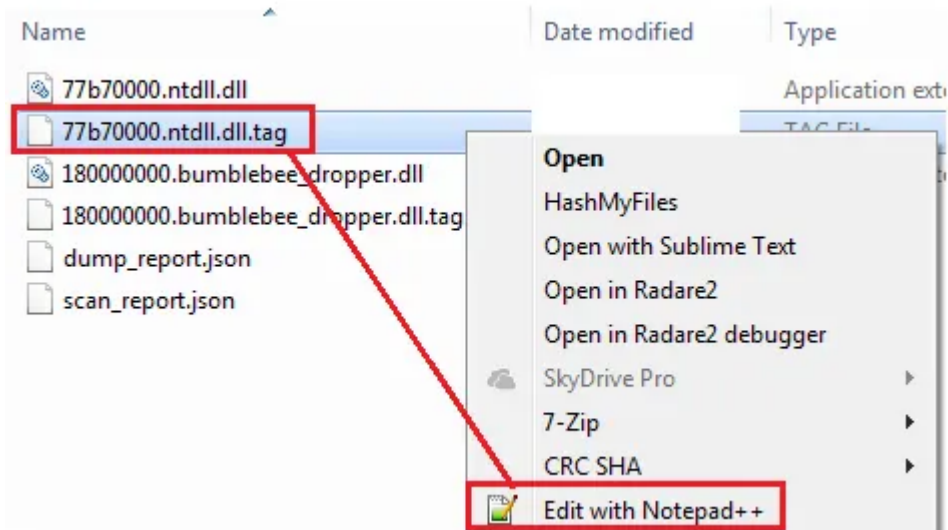 Name Date modified Type
77b70000.ntdll.dll Application exte
77b70000.ntdll.dll.tag TAG File
180000000.bumblebee_dropper.dll
180000000.bumblebee_dropper.dll.tag
dump_report.json
scan_report.json
Open
HashMyFiles
Open with Sublime Text
Open in Radare2
Open in Radare2 debugger
SkyDrive Pro
7-Zip
CRC SHA
Edit with Notepad++